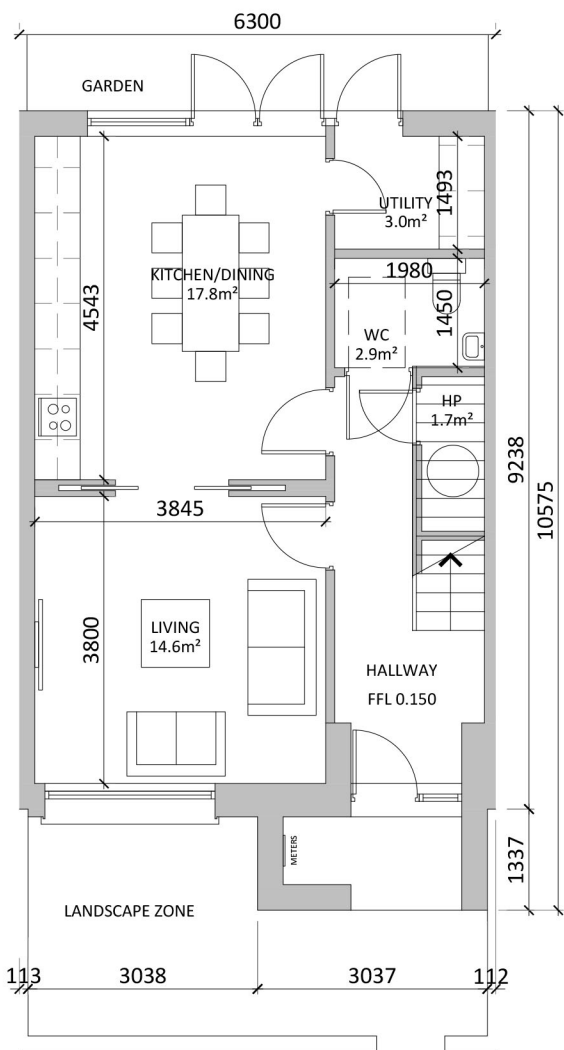 6300
GARDEN
UTILITY
3.0m²
1493
KITCHEN/DINING
17.8m²
4543
1980
1450
WC
2.9m²
HP
1.7m²
9238
10575
3845
3800
LIVING
14.6m²
HALLWAY
FFL 0.150
METERS
1337
LANDSCAPE ZONE
113
3038
3037
112